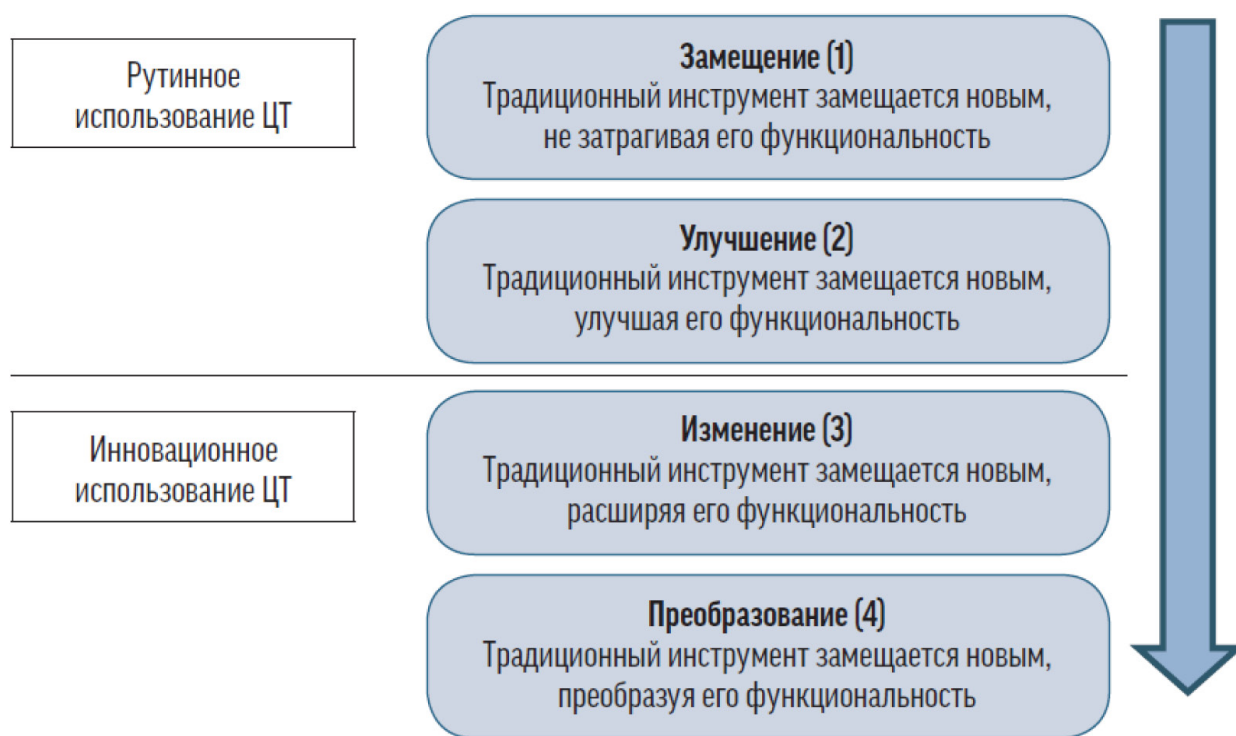 Рутинное
использование ЦТ
Замещение (1)
Традиционный инструмент замещается новым,
не затрагивая его функциональность
Улучшение (2)
Традиционный инструмент замещается новым,
улучшая его функциональность
Инновационное
использование ЦТ
Изменение (3)
Традиционный инструмент замещается новым,
расширяя его функциональность
Преобразование (4)
Традиционный инструмент замещается новым,
преобразуя его функциональность